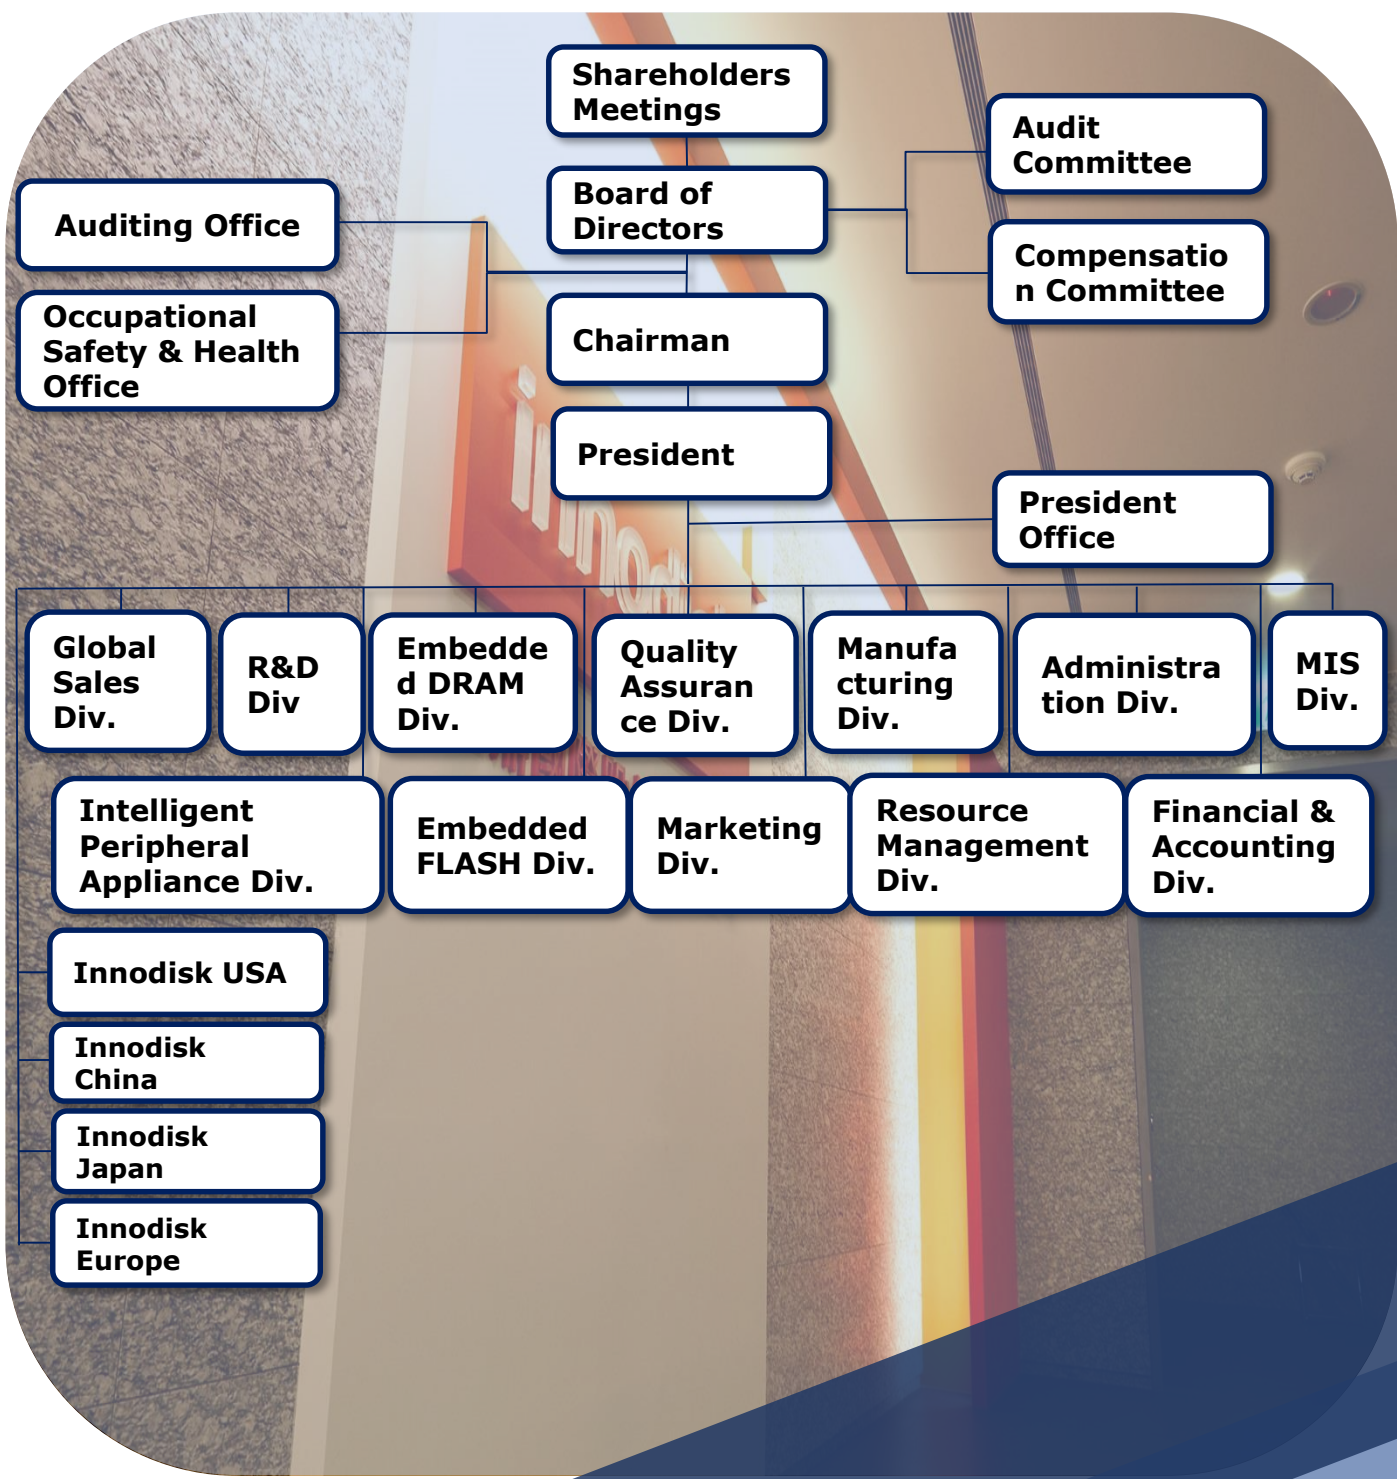 Shareholders
Meetings
Audit
Committee
Board of
Directors
Auditing Office
Compensatio
n Committee
Occupational
Safety & Health
Office
Chairman
President
President
Office
innodisk
Global
Sales
Div.
R&D
Div
Embedde
d DRAM
Div.
Quality
Assuran
ce Div.
Manufa
cturing
Div.
Administra
tion Div.
MIS
Div.
Intelligent
Peripheral
Appliance Div.
Embedded
FLASH Div.
Marketing
Div.
Resource
Management
Div.
Financial &
Accounting
Div.
Innodisk USA
Innodisk
China
Innodisk
Japan
Innodisk
Europe